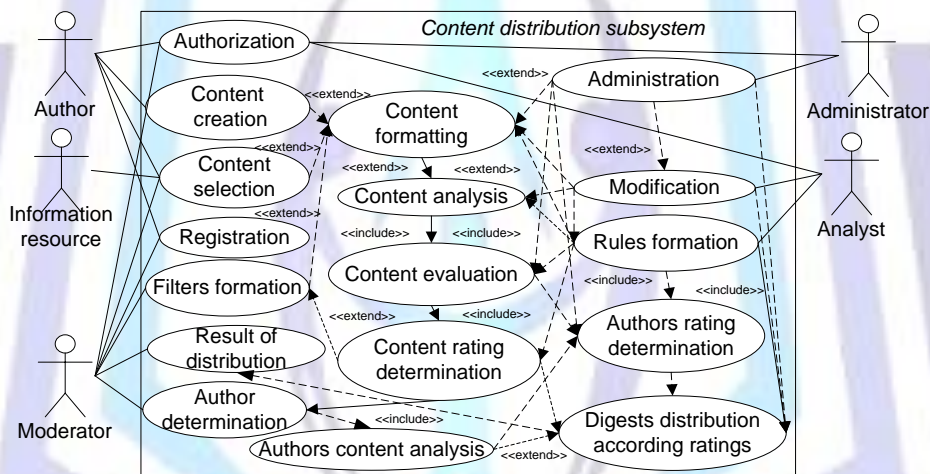 Content distribution subsystem
Authorization
Administration
<<extend>>
Author
Administrator
Content
creation
<<extend>>
Content
formatting
<<extend>>
Content
selection
<<extend>>
<<extend>>
<<extend>>
Content analysis
Modification
Information
resource
<<extend>>
Registration
<<include>>
<<include>>
Rules formation
Analyst
Filters formation
Content evaluation
<<include>>
<<include>>
<<extend>>
<<include>>
Result of
distribution
Content rating
determination
Authors rating
determination
Author
determination
<<include>>
Moderator
Authors content analysis
<<extend>>
Digests distribution
according ratings